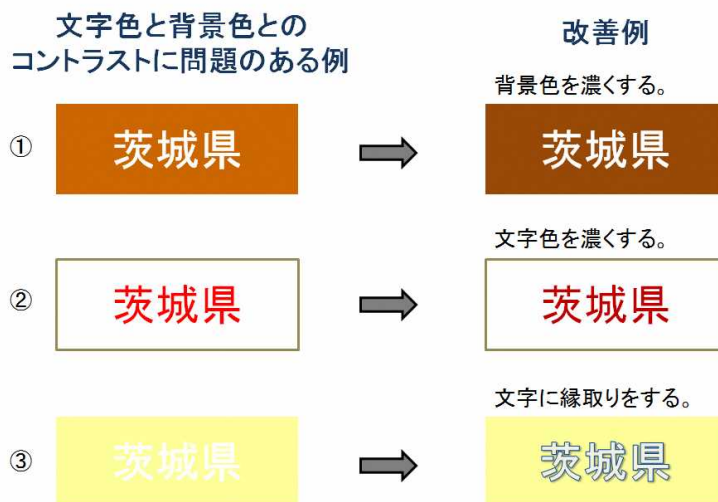 文字色と背景色との
コントラストに問題のある例
改善例
背景色を濃くする。
① 茨城県 茨城県
文字色を濃くする。
② 茨城県 茨城県
文字に縁取りをする。
③ 茨城県 茨城県